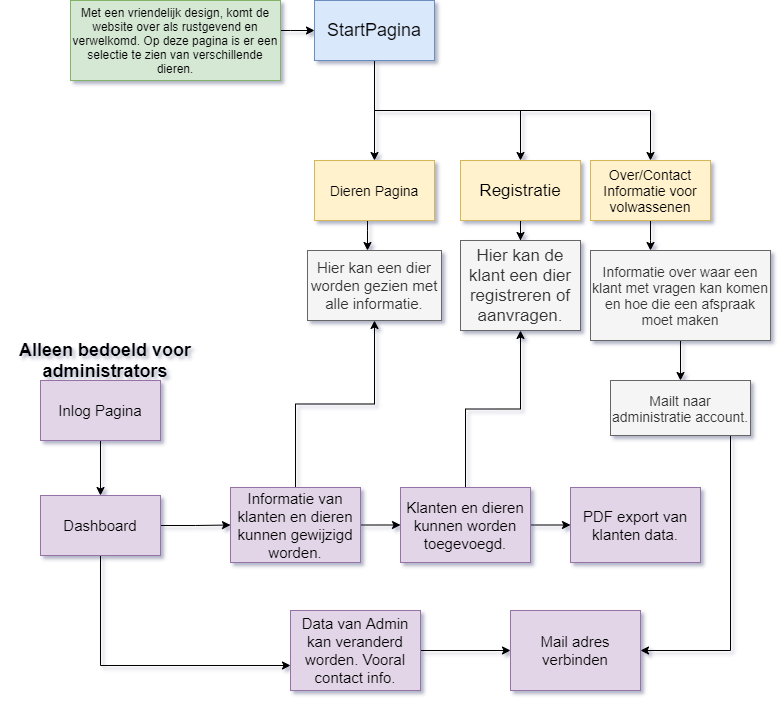 Met een vriendelijk design, komt de
website over als rustgevend en
verwelkomd. Op deze pagina is er een
selectie te zien van verschillende
dieren.
StartPagina
Dieren Pagina
Registratie
Over/Contact
Informatie voor
volwassenen
Hier kan een dier
worden gezien met
alle informatie.
Hier kan de
klant een dier
registreren of
aanvragen.
Informatie over waar een
klant met vragen kan komen
en hoe die een afspraak
moet maken
Alleen bedoeld voor
administrators
Inlog Pagina
Mailt naar
administratie account.
Dashboard
Informatie van
klanten en dieren
kunnen gewijzigd
worden.
Klanten en dieren
kunnen worden
toegevoegd.
PDF export van
klanten data.
Data van Admin
kan veranderd
worden. Vooral
contact info.
Mail adres
verbinden